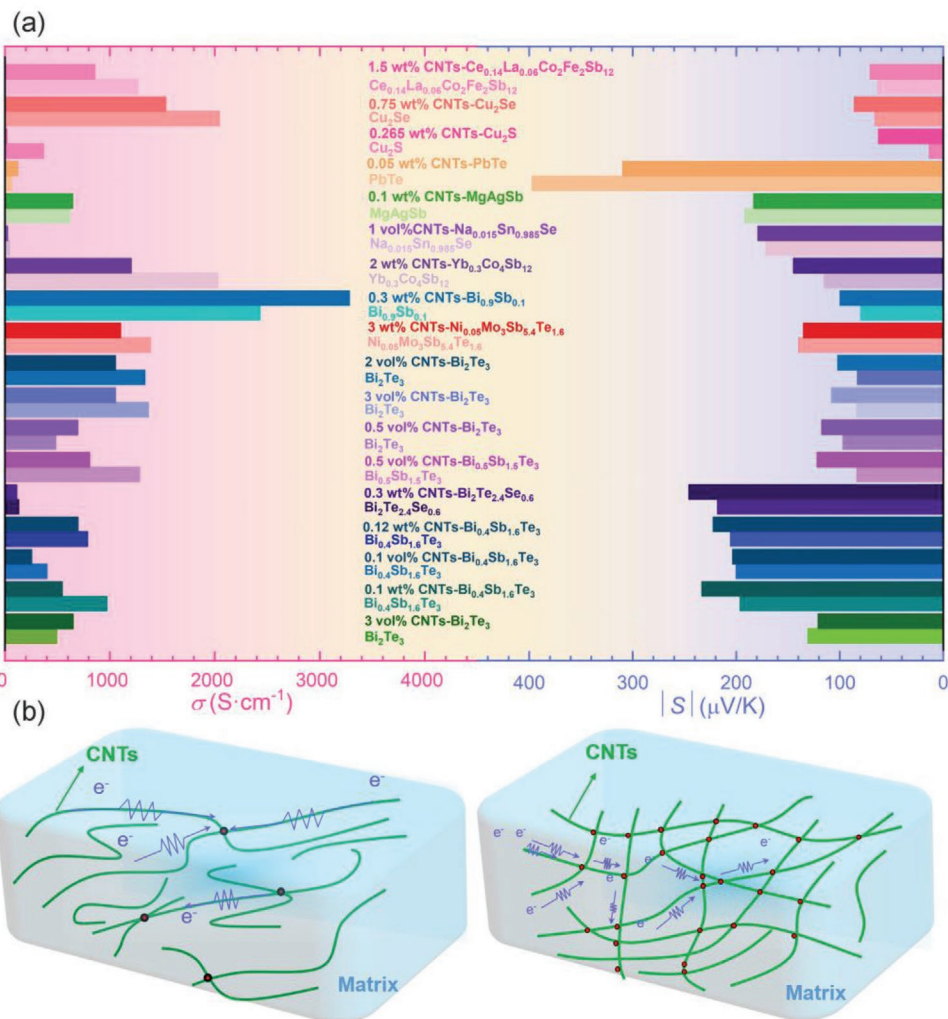 (a)
1.5 wt% CNTs-Ce₀.₁₄La₀.₀₆Co₂Fe₂Sb₁₂
Ce₀.₁₄La₀.₀₆Co₂Fe₂Sb₁₂
0.75 wt% CNTs-Cu₂Se
Cu₂Se
0.265 wt% CNTs-Cu₂S
Cu₂S
0.05 wt% CNTs-PbTe
PbTe
0.1 wt% CNTs-MgAgSb
MgAgSb
1 vol%CNTs-Na₀.₀₁₅Sn₀.₉₈₅Se
Na₀.₀₁₅Sn₀.₉₈₅Se
2 wt% CNTs-Yb₀.₃Co₄Sb₁₂
Yb₀.₃Co₄Sb₁₂
0.3 wt% CNTs-Bi₀.₉Sb₀.₁
Bi₀.₉Sb₀.₁
3 wt% CNTs-Ni₀.₀₅Mo₃Sb₅.₄Te₁.₆
Ni₀.₀₅Mo₃Sb₅.₄Te₁.₆
2 vol% CNTs-Bi₂Te₃
Bi₂Te₃
3 vol% CNTs-Bi₂Te₃
Bi₂Te₃
0.5 vol% CNTs-Bi₂Te₃
Bi₂Te₃
0.5 vol% CNTs-Bi₀.₅Sb₁.₅Te₃
Bi₀.₅Sb₁.₅Te₃
0.3 wt% CNTs-Bi₂Te₂.₄Se₀.₆
Bi₂Te₂.₄Se₀.₆
0.12 wt% CNTs-Bi₀.₄Sb₁.₆Te₃
Bi₀.₄Sb₁.₆Te₃
0.1 vol% CNTs-Bi₀.₄Sb₁.₆Te₃
Bi₀.₄Sb₁.₆Te₃
0.1 wt% CNTs-Bi₀.₄Sb₁.₆Te₃
Bi₀.₄Sb₁.₆Te₃
3 vol% CNTs-Bi₂Te₃
Bi₂Te₃
0 1000 2000 3000 4000 400 300 200 100 0
σ (S·cm⁻¹) |S| (μV/K)
(b)
CNTs
e⁻
e⁻
e⁻
e⁻
Matrix
CNTs
e⁻
e⁻
e⁻
e⁻
e⁻
e⁻
e⁻
e⁻
Matrix